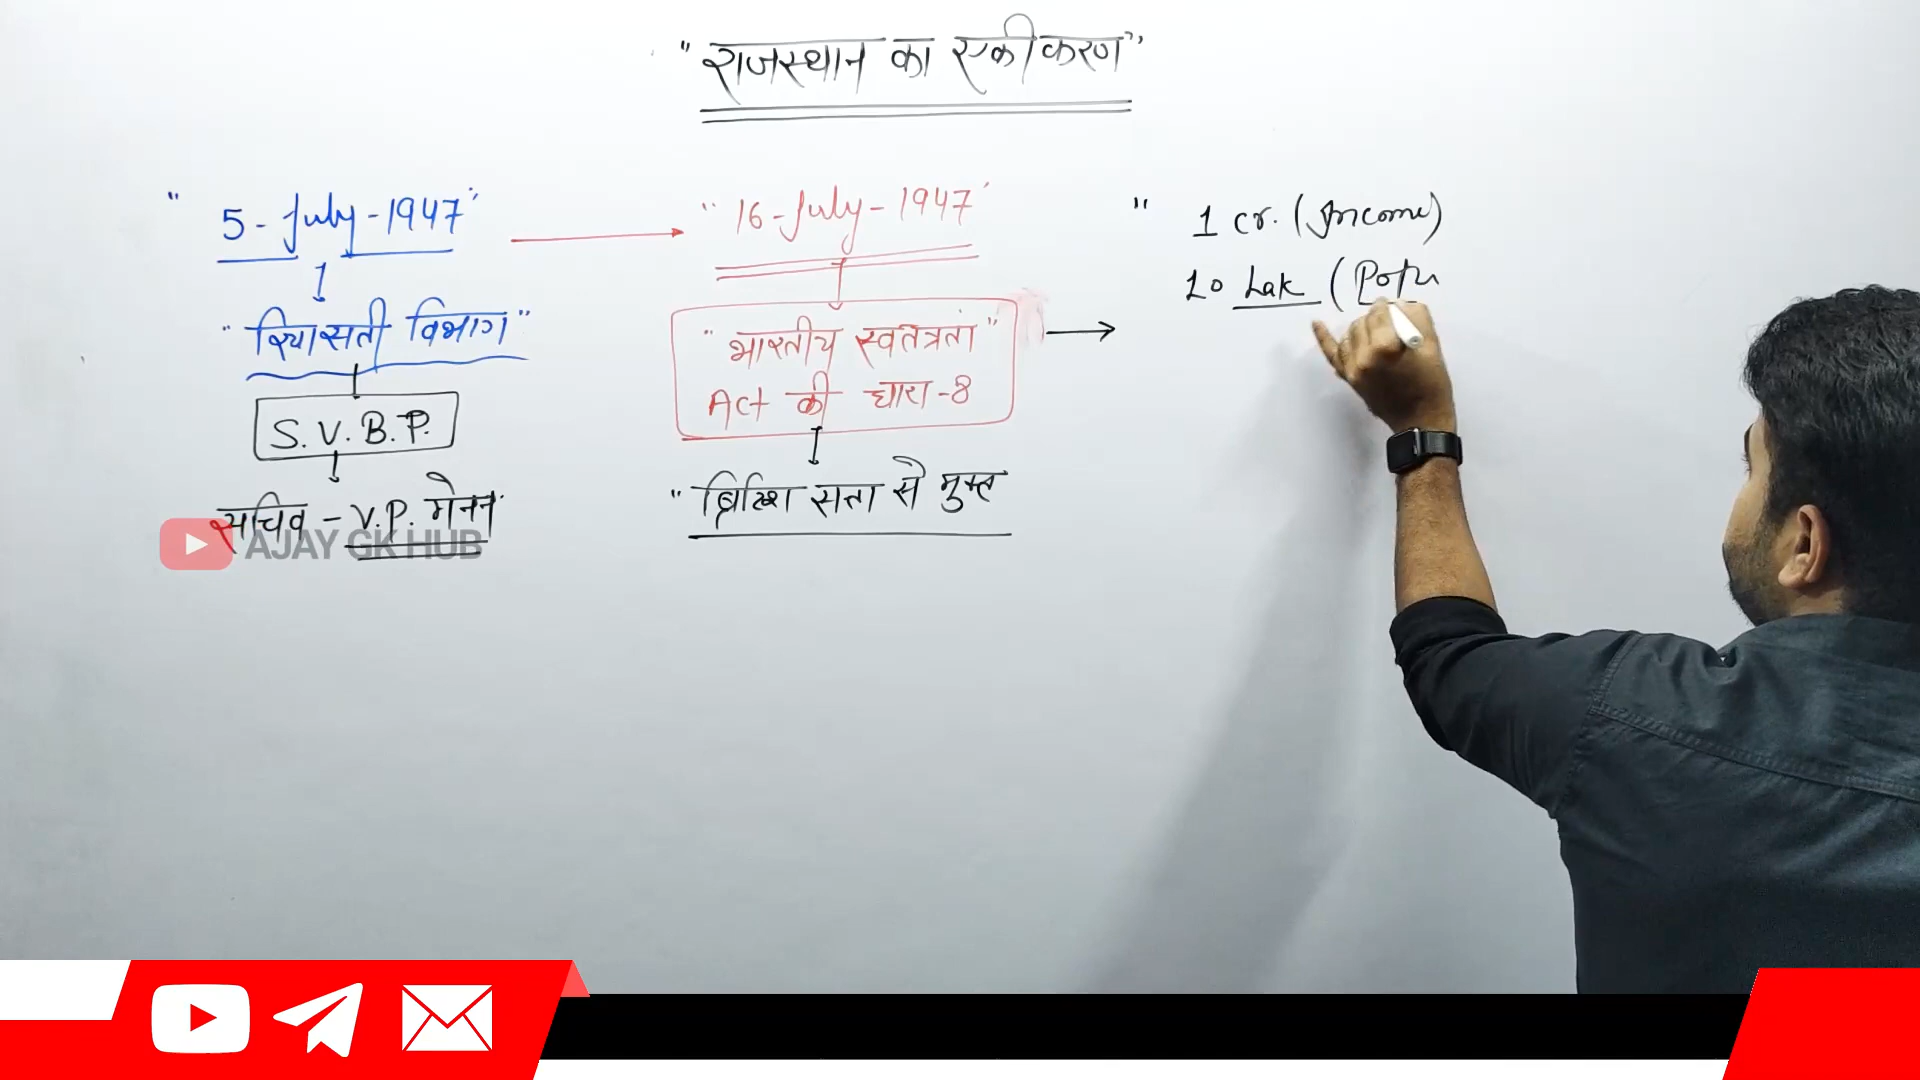 "राजस्थान का एकीकरण"
" 5-July-1947"
"रियासती विभाग"
S.V.B.P.
सचिव - V.P. मेनन
AJAY GK HUB
"16-July-1947"
"भारतीय स्वतंत्रता"
Act की धारा-8
"ब्रिटिश सत्ता से मुक्त
" 1 cr. (Income)
10 Lak (Popu